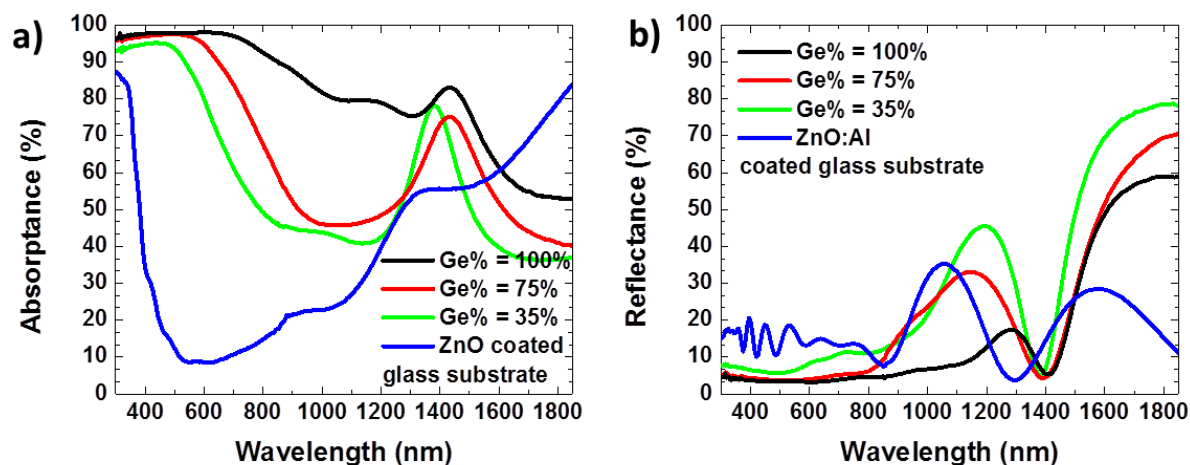 a)
Absorptance (%)
100
90
80
70
60
50
40
30
20
10
0
Ge% = 100%
Ge% = 75%
Ge% = 35%
ZnO coated
glass substrate
400 600 800 1000 1200 1400 1600 1800
Wavelength (nm)
b)
Reflectance (%)
100
90
80
70
60
50
40
30
20
10
0
Ge% = 100%
Ge% = 75%
Ge% = 35%
ZnO:Al
coated glass substrate
400 600 800 1000 1200 1400 1600 1800
Wavelength (nm)